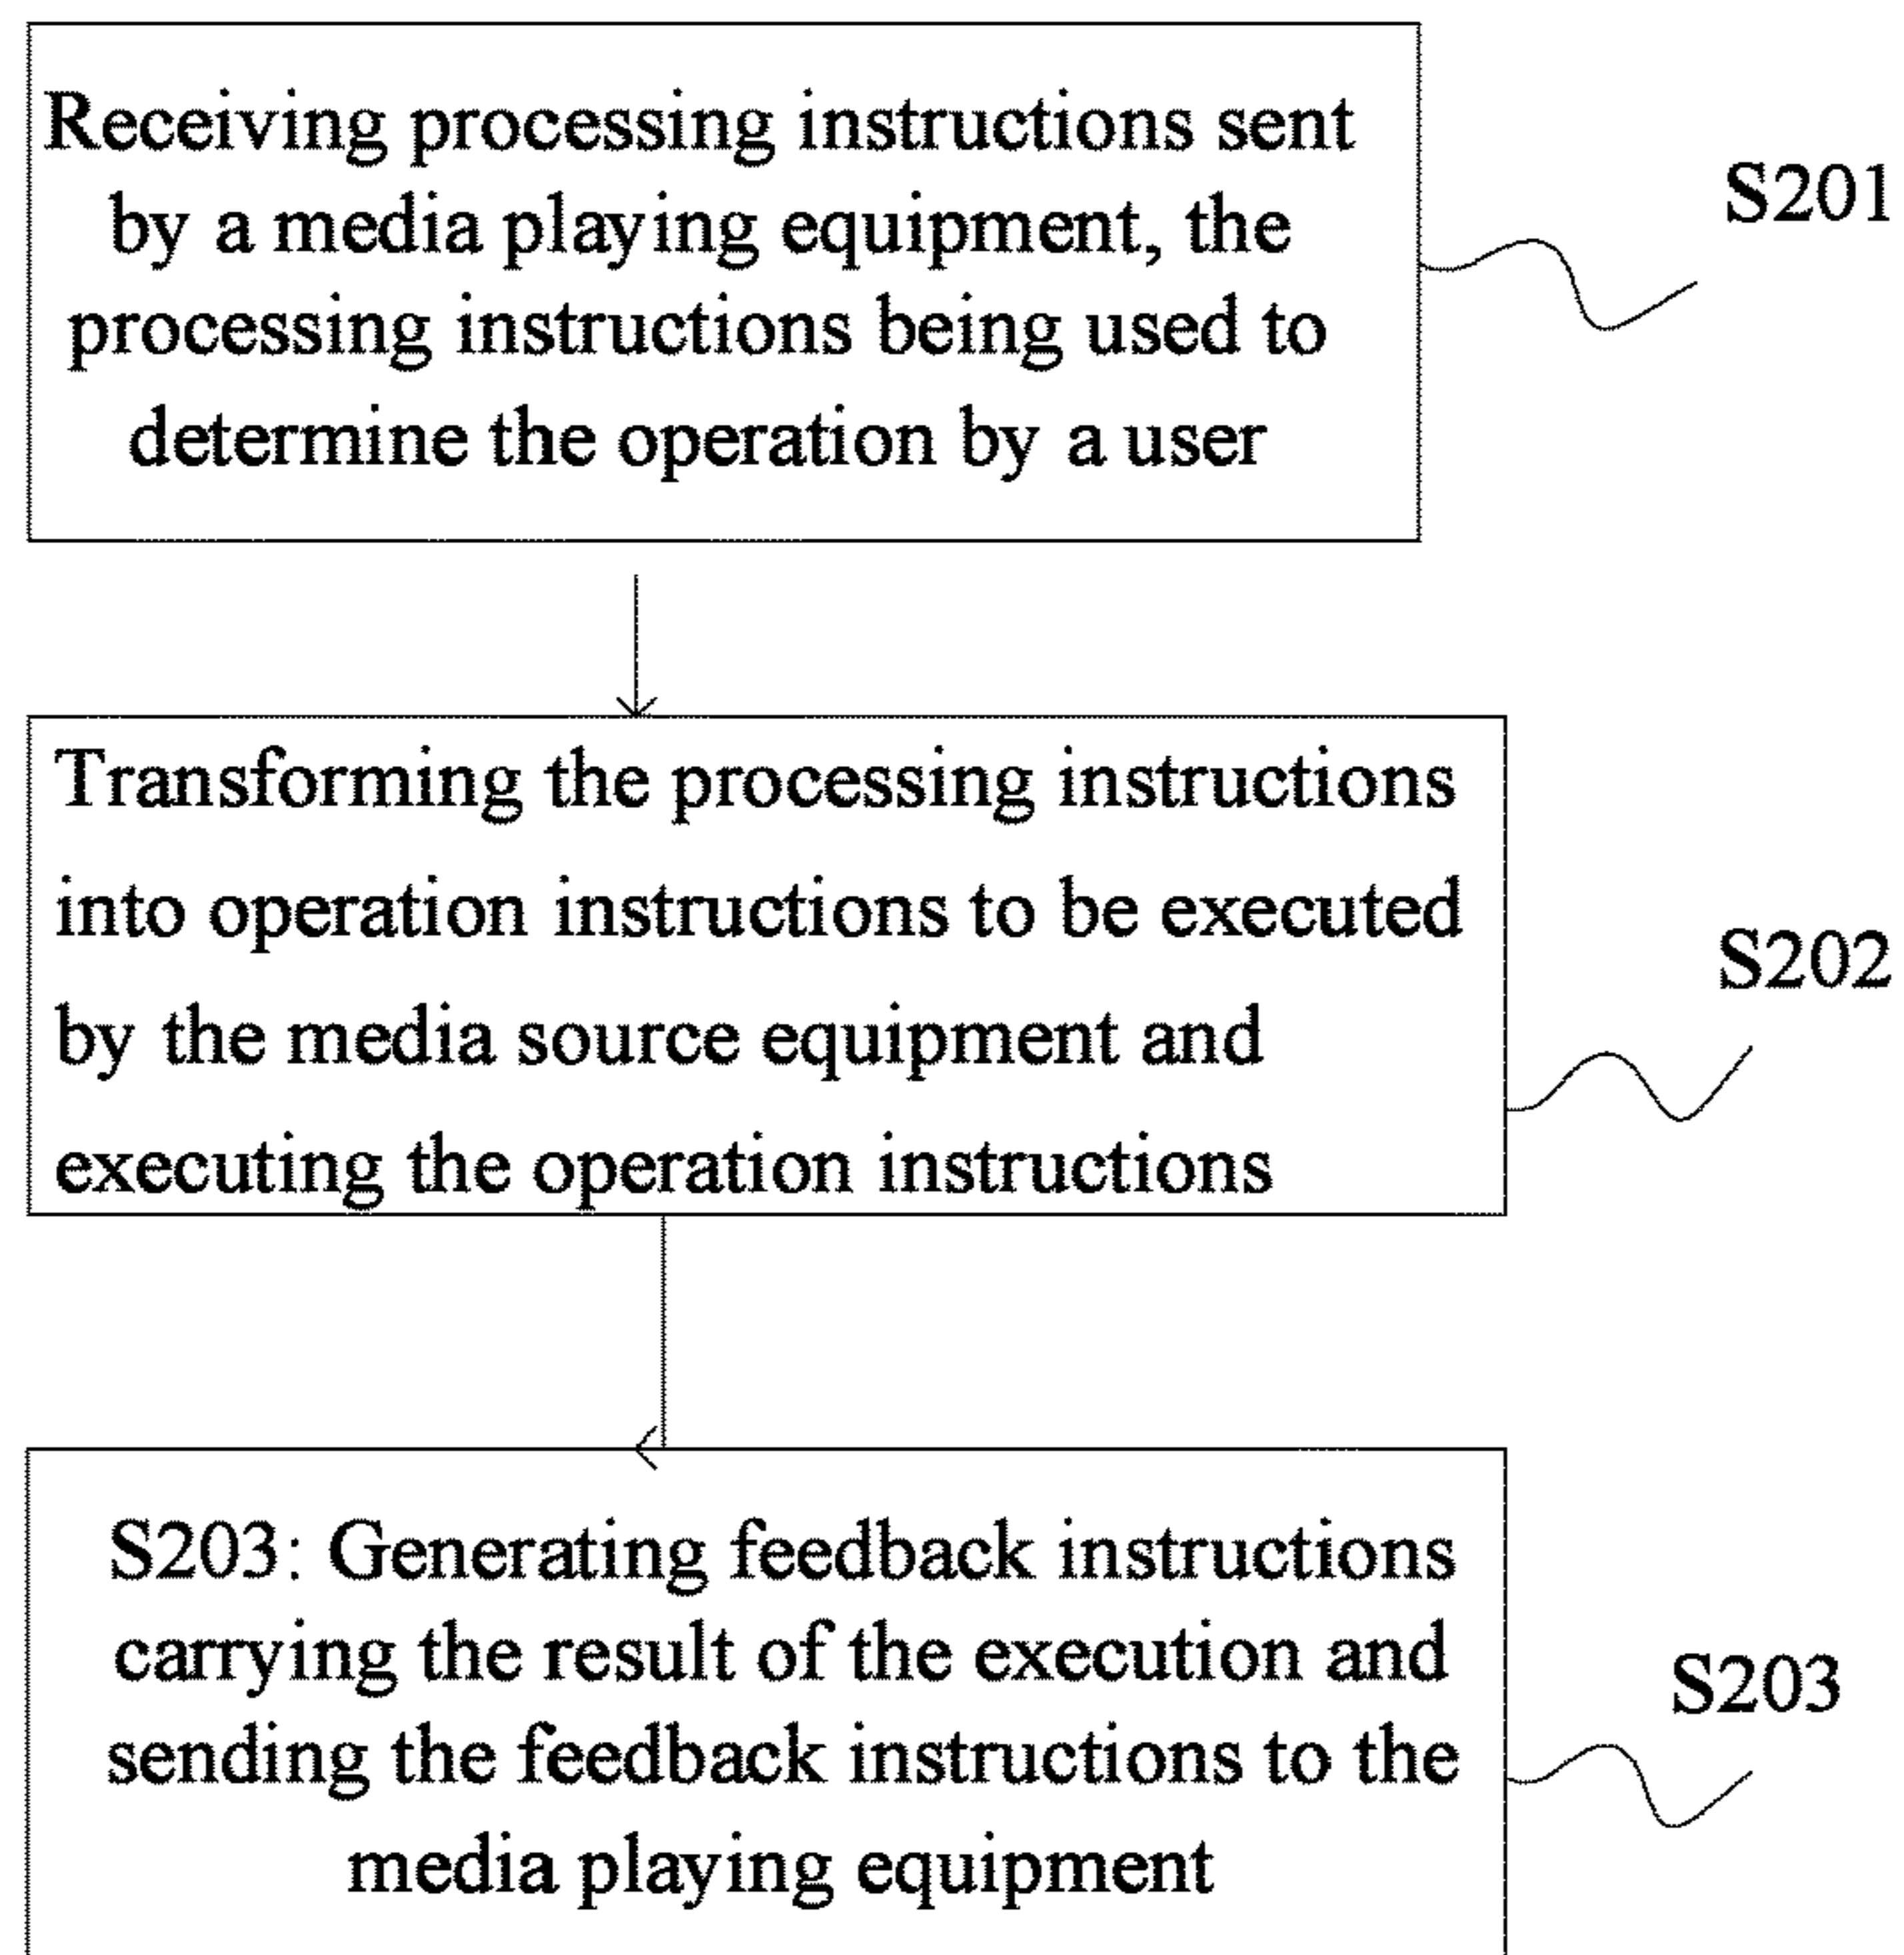 Receiving processing instructions sent
by a media playing equipment, the
processing instructions being used to
determine the operation by a user
S201
Transforming the processing instructions
into operation instructions to be executed
by the media source equipment and
executing the operation instructions
S202
S203: Generating feedback instructions
carrying the result of the execution and
sending the feedback instructions to the
media playing equipment
S203